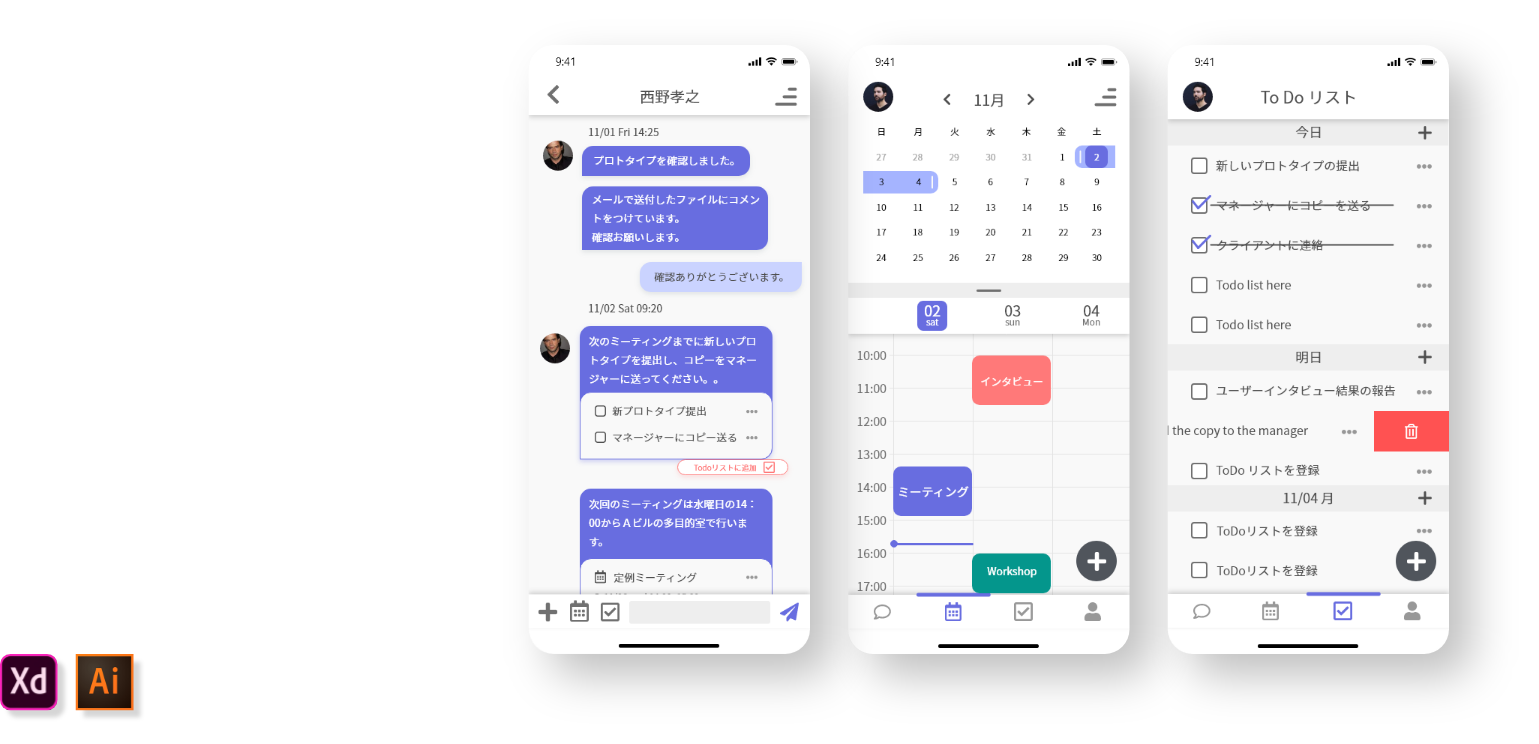 9:41
西野孝之
11/01 Fri 14:25
プロトタイプを確認しました。
メールで送付したファイルにコメン
トをつけています。
確認お願いします。
確認ありがとうございます。
11/02 Sat 09:20
次のミーティングまでに新しいプロ
トタイプを提出し、コピーをマネー
ジャーに送ってください。。
新プロトタイプ提出
マネージャーにコピー送る
Todoリストに追加
次回のミーティングは水曜日の14：
00からAビルの多目的室で行いま
す。
定例ミーティング
9:41
11月
日 月 火 水 木 金 土
27 28 29 30 31 1 2
3 4 5 6 7 8 9
10 11 12 13 14 15 16
17 18 19 20 21 22 23
24 25 26 27 28 29 30
02 03 04
sat sun Mon
10:00
インタビュー
11:00
12:00
13:00
14:00
ミーティング
15:00
16:00
Workshop
17:00
9:41
To Do リスト
今日
新しいプロトタイプの提出
マネージャーにコピーを送る
クライアントに連絡
Todo list here
Todo list here
明日
ユーザーインタビュー結果の報告
the copy to the manager
ToDo リストを登録
11/04 月
ToDoリストを登録
ToDoリストを登録
Xd
Ai